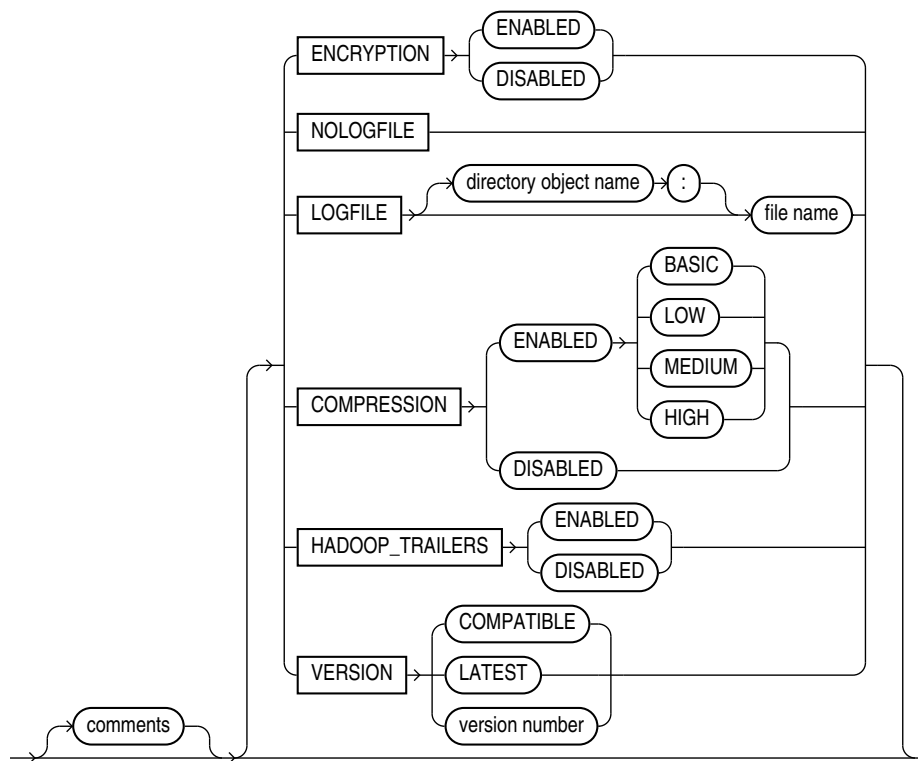 ENCRYPTION
ENABLED
DISABLED
NOLOGFILE
LOGFILE
directory object name
:
file name
COMPRESSION
ENABLED
BASIC
LOW
MEDIUM
HIGH
DISABLED
HADOOP_TRAILERS
ENABLED
DISABLED
VERSION
COMPATIBLE
LATEST
version number
comments